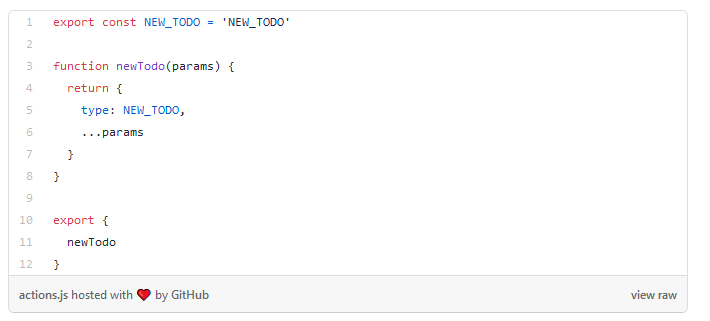 1 export const NEW_TODO = 'NEW_TODO'
2
3 function newTodo(params) {
4   return {
5     type: NEW_TODO,
6     ...params
7   }
8 }
9
10 export {
11   newTodo
12 }
actions.js hosted with ❤ by GitHub view raw